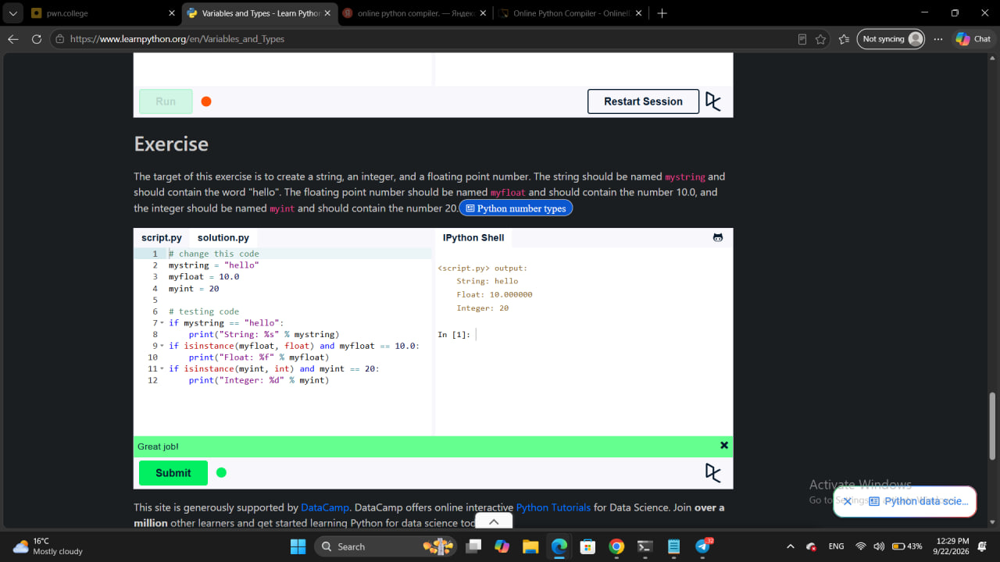 pwn.college
Variables and Types - Learn Python
online python compiler. — Яндекс
Online Python Compiler - Online
https://www.learnpython.org/en/Variables_and_Types
Not syncing
Chat
Run
Restart Session
Exercise
The target of this exercise is to create a string, an integer, and a floating point number. The string should be named mystring and
should contain the word "hello". The floating point number should be named myfloat and should contain the number 10.0, and
the integer should be named myint and should contain the number 20.
Python number types
script.py
solution.py
IPython Shell
1 # change this code
2 mystring = "hello"
3 myfloat = 10.0
4 myint = 20
5
6 # testing code
7 if mystring == "hello":
8 print("String: %s" % mystring)
9 if isinstance(myfloat, float) and myfloat == 10.0:
10 print("Float: %f" % myfloat)
11 if isinstance(myint, int) and myint == 20:
12 print("Integer: %d" % myint)
<script.py> output:
String: hello
Float: 10.000000
Integer: 20
In [1]:
Great job!
Submit
This site is generously supported by DataCamp. DataCamp offers online interactive Python Tutorials for Data Science. Join over a
million other learners and get started learning Python for data science
Activate Windows
Go to Settings
Python data scie...
16°C
Mostly cloudy
Search
32
ENG
43%
12:29 PM
9/22/2026